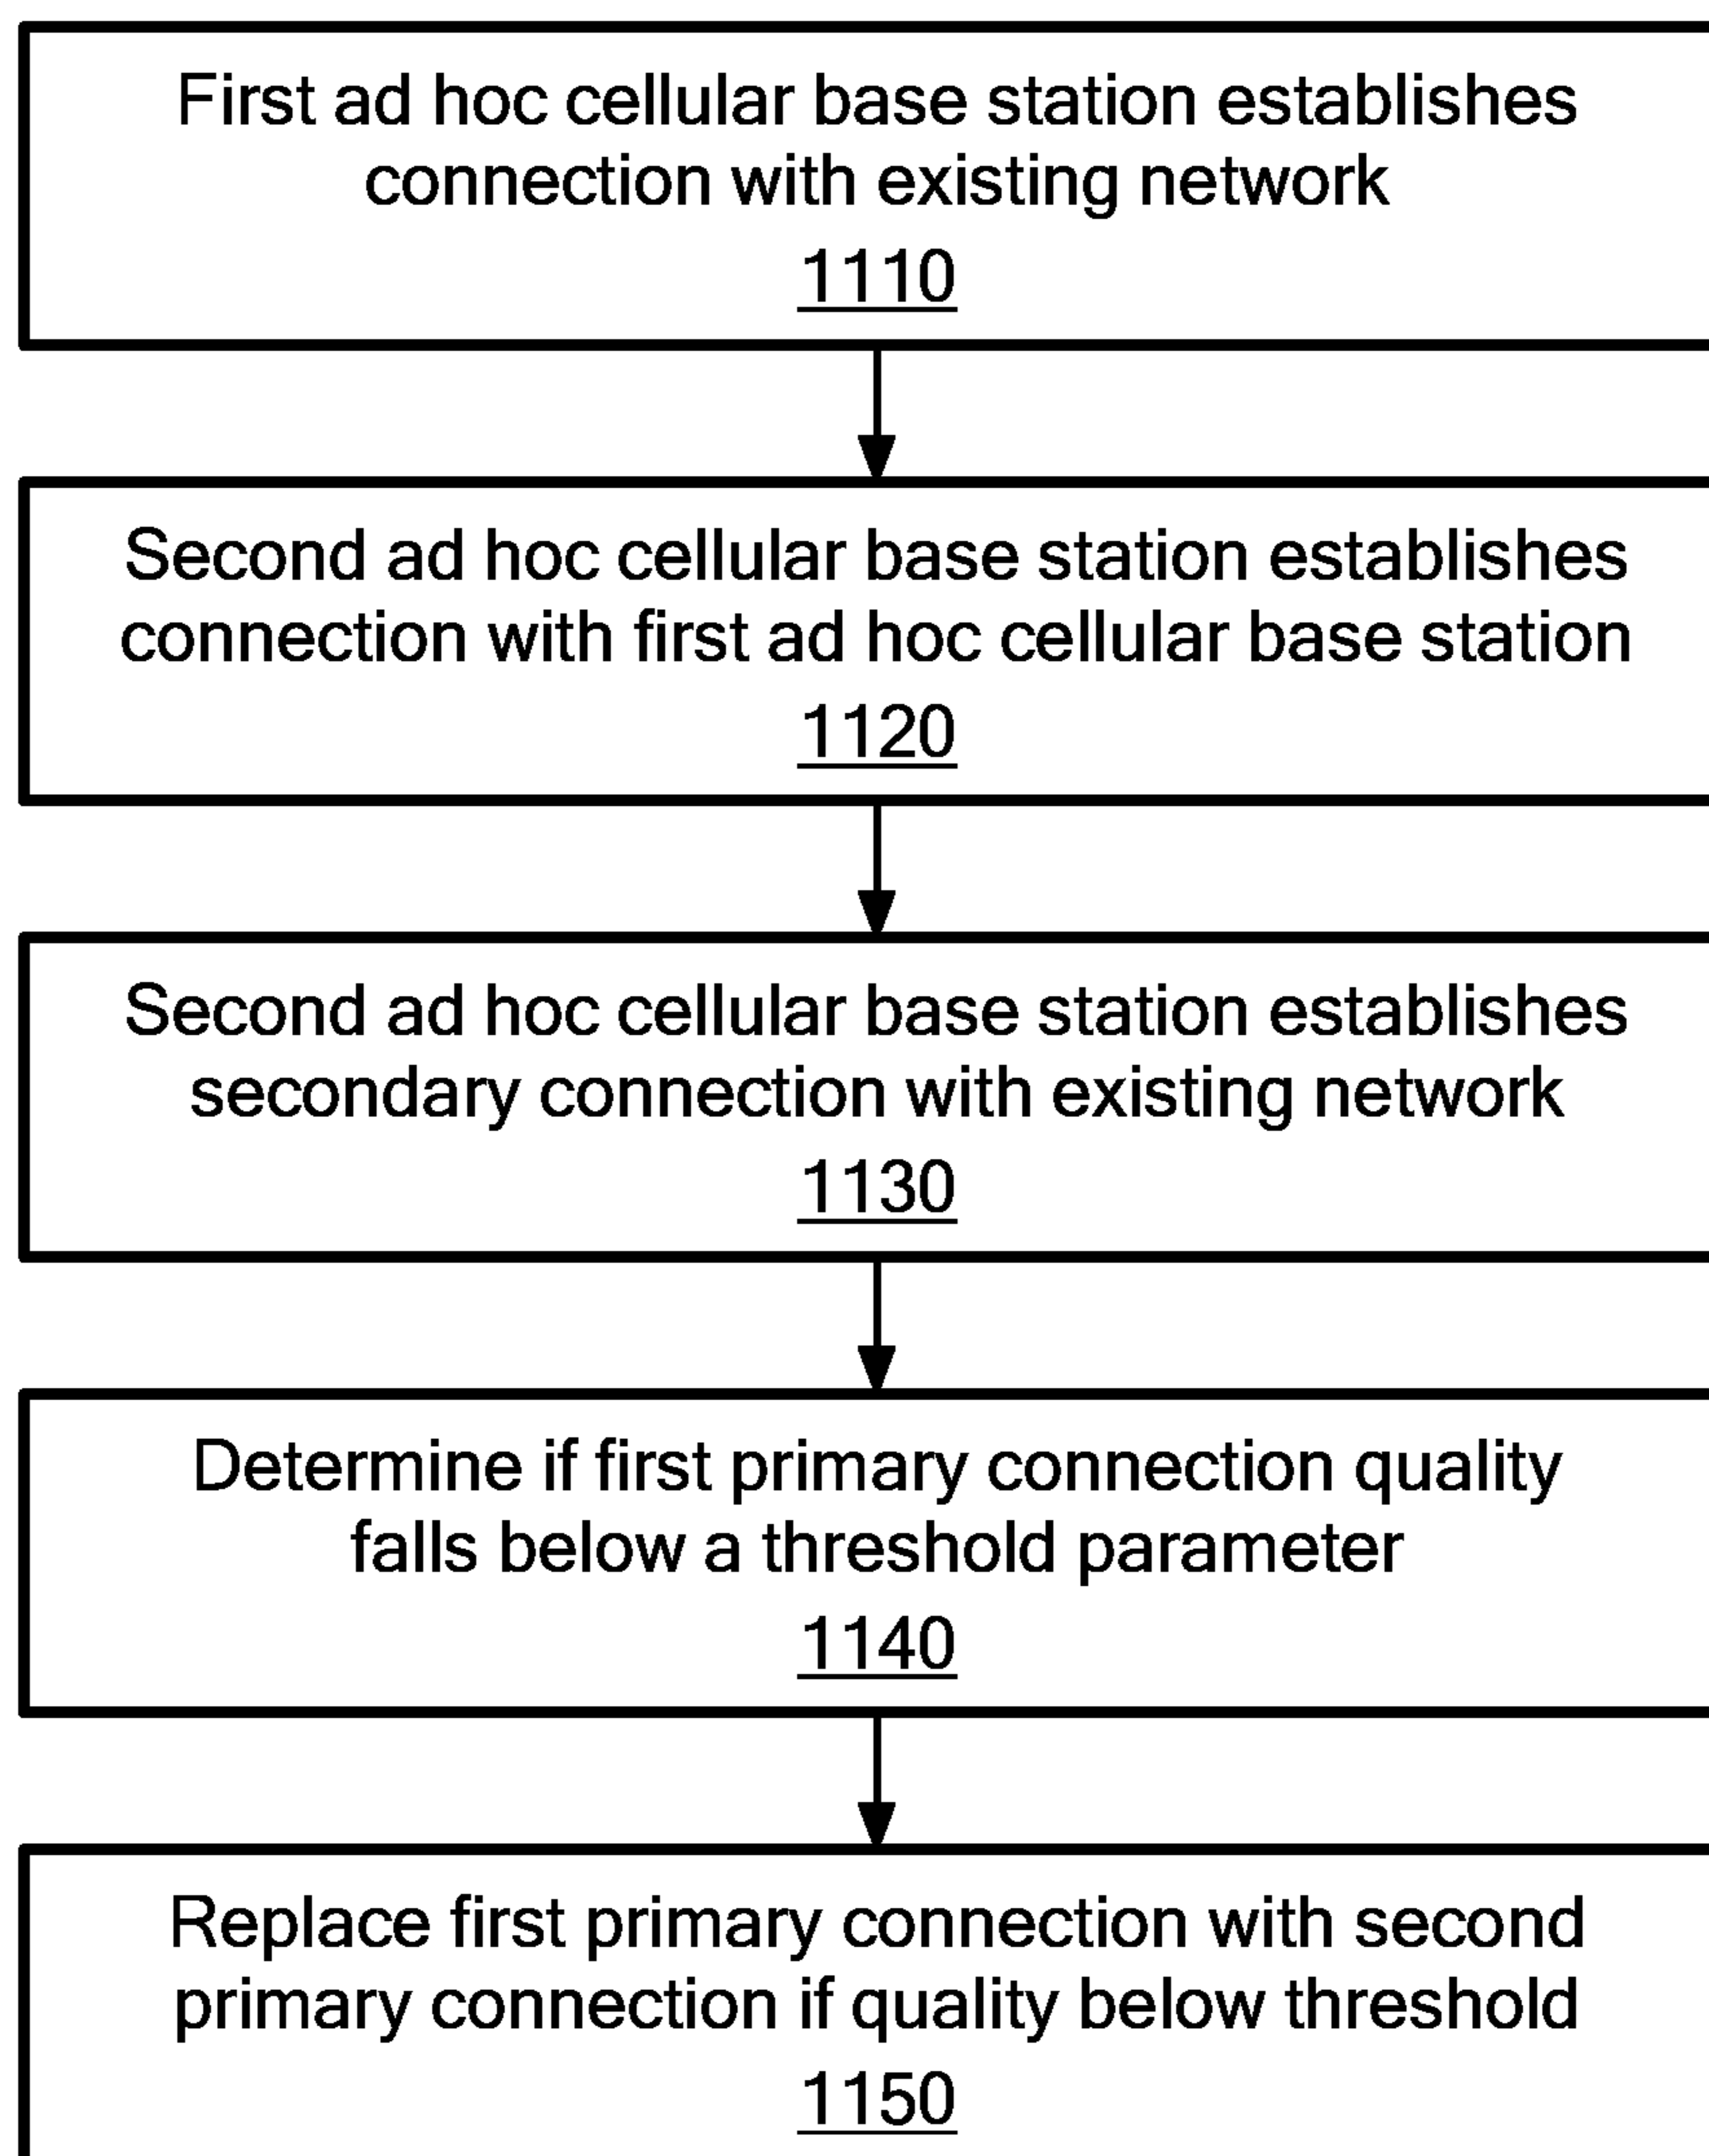 First ad hoc cellular base station establishes
connection with existing network
1110
Second ad hoc cellular base station establishes
connection with first ad hoc cellular base station
1120
Second ad hoc cellular base station establishes
secondary connection with existing network
1130
Determine if first primary connection quality
falls below a threshold parameter
1140
Replace first primary connection with second
primary connection if quality below threshold
1150